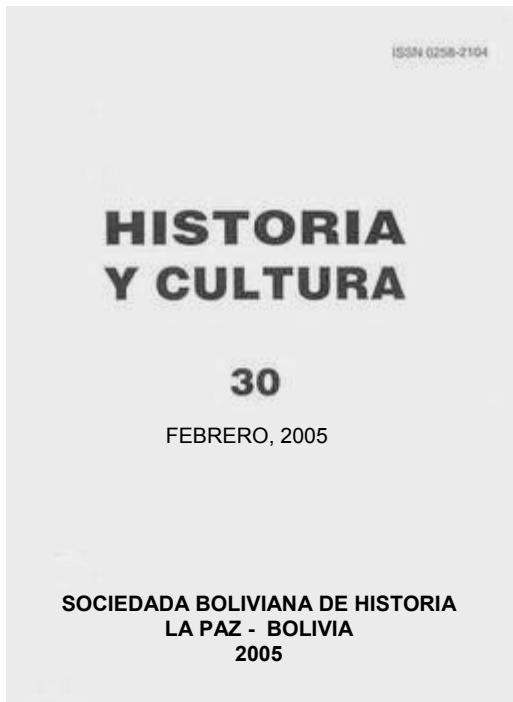 ISSN 0258-2104
HISTORIA
Y CULTURA
30
FEBRERO, 2005
SOCIEDADA BOLIVIANA DE HISTORIA
LA PAZ - BOLIVIA
2005